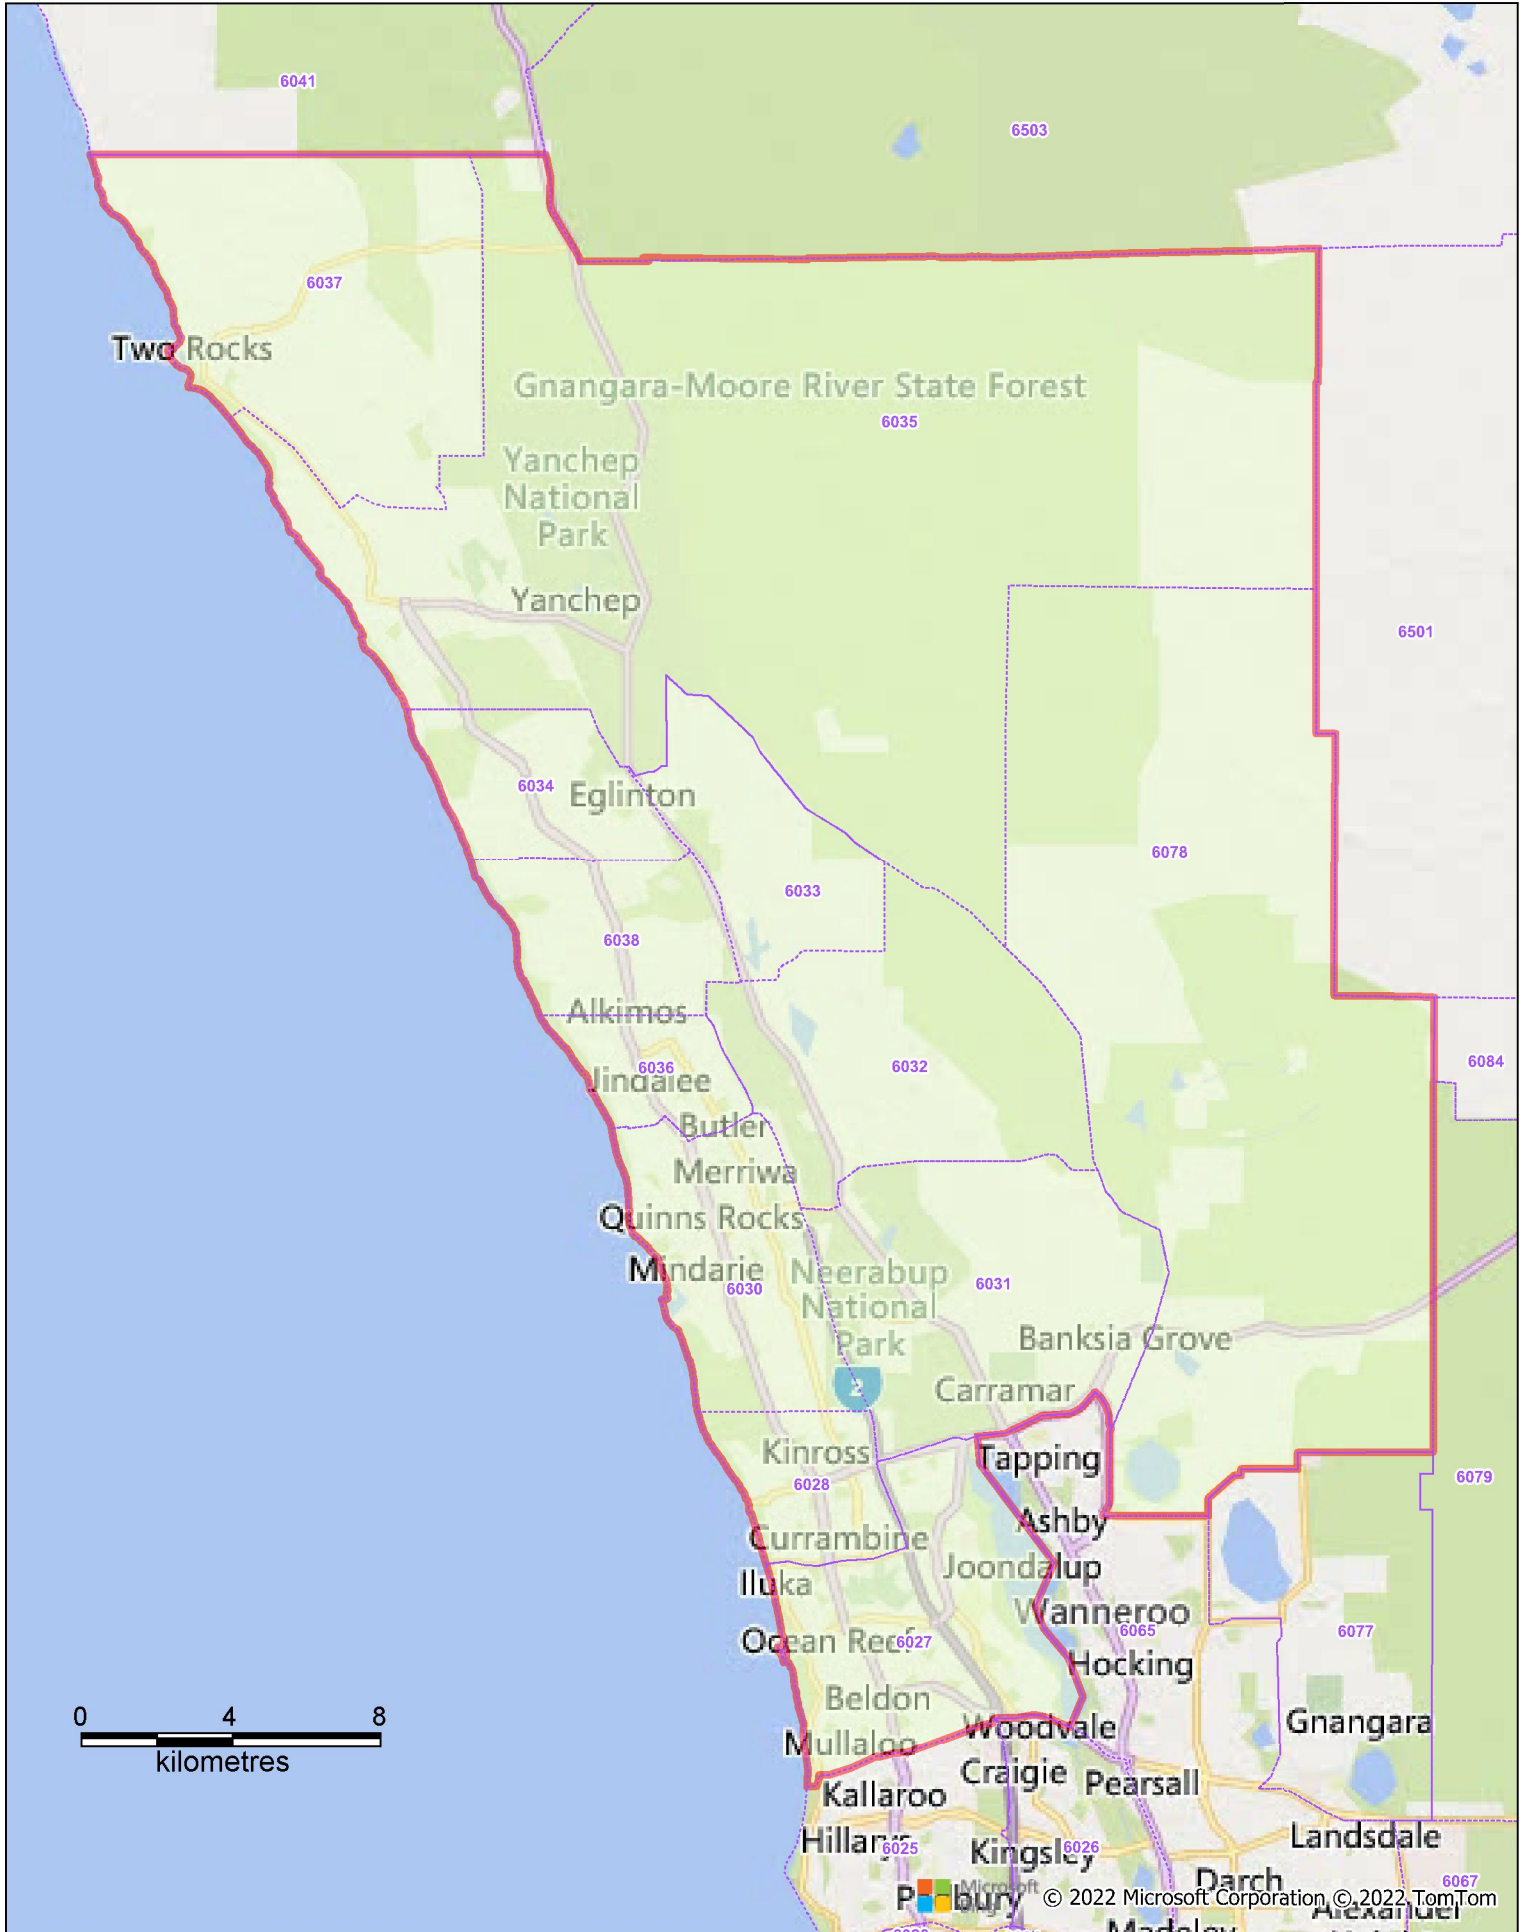 6041
6503
6037
Two Rocks
Gnangara-Moore River State Forest
6035
Yanchep
National
Park
Yanchep
6501
6034
Eglinton
6078
6033
6038
Alkimos
6036
Jindalee
6032
6084
Butler
Merriwa
Quinns Rocks
Mindarie
6030
Neerabup
National
Park
6031
Banksia Grove
2
Carramar
Kinross
Tapping
6028
6079
Ashby
Currambine
Joondalup
Iluka
Wanneroo
6065
6077
Ocean Reef
6027
Hocking
Beldon
0 4 8
kilometres
Gnangara
Woodvale
Mullaloo
Craigie
Pearsall
Kallaroo
Hillarys
6025
Kingsley
6026
Landsdale
Darch
6067
Microsoft
© 2022 Microsoft Corporation © 2022 TomTom
Alexander
Madeley